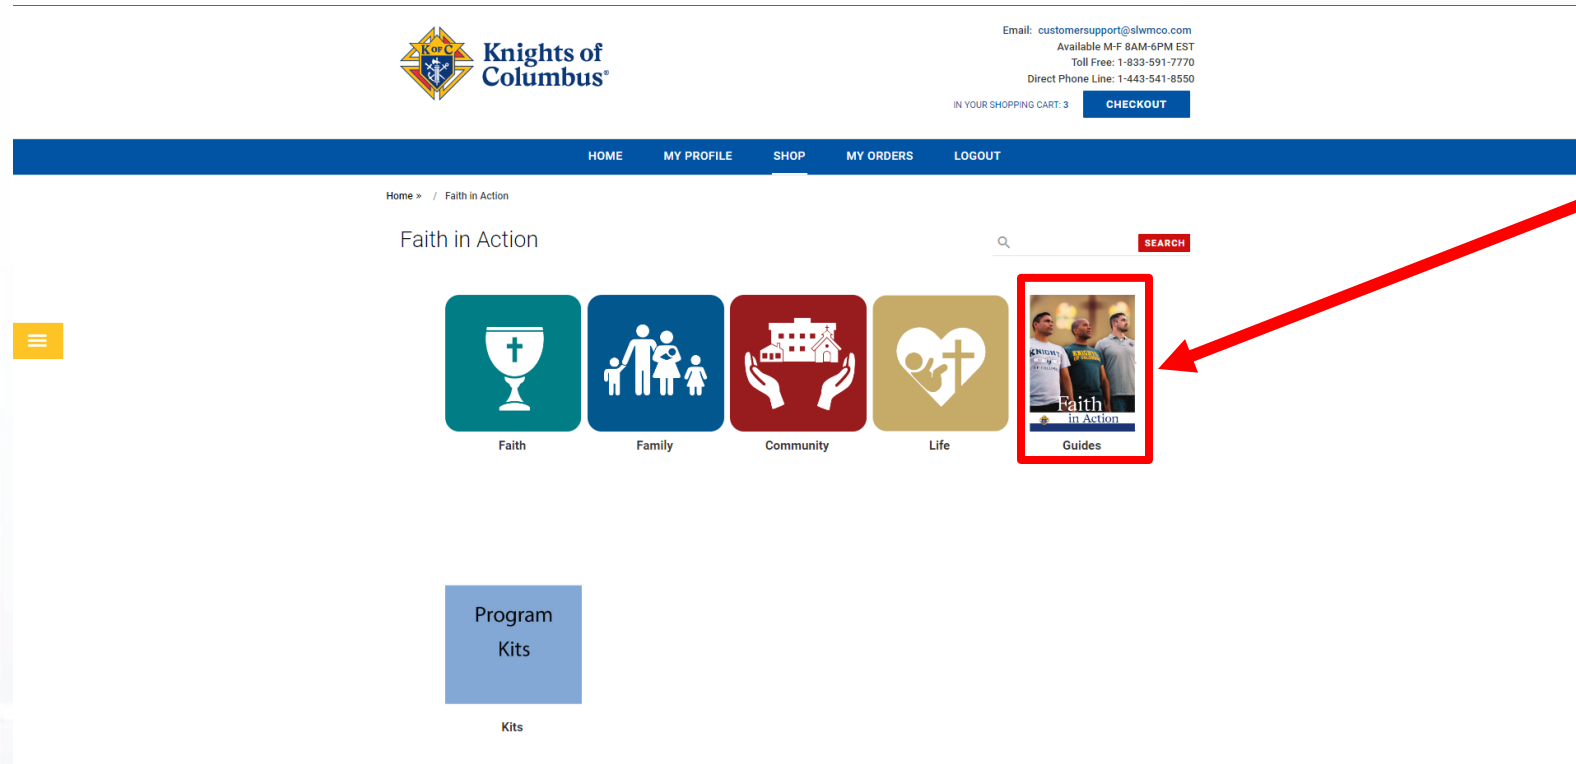 K OF C
Knights of
Columbus®
Email: customersupport@slwmco.com
Available M-F 8AM-6PM EST
Toll Free: 1-833-591-7770
Direct Phone Line: 1-443-541-8550
IN YOUR SHOPPING CART: 3
CHECKOUT
HOME MY PROFILE SHOP MY ORDERS LOGOUT
Home » / Faith in Action
Faith in Action
SEARCH
KNIGHT
KNIGHTS
Faith
in Action
Faith Family Community Life Guides
Program
Kits
Kits